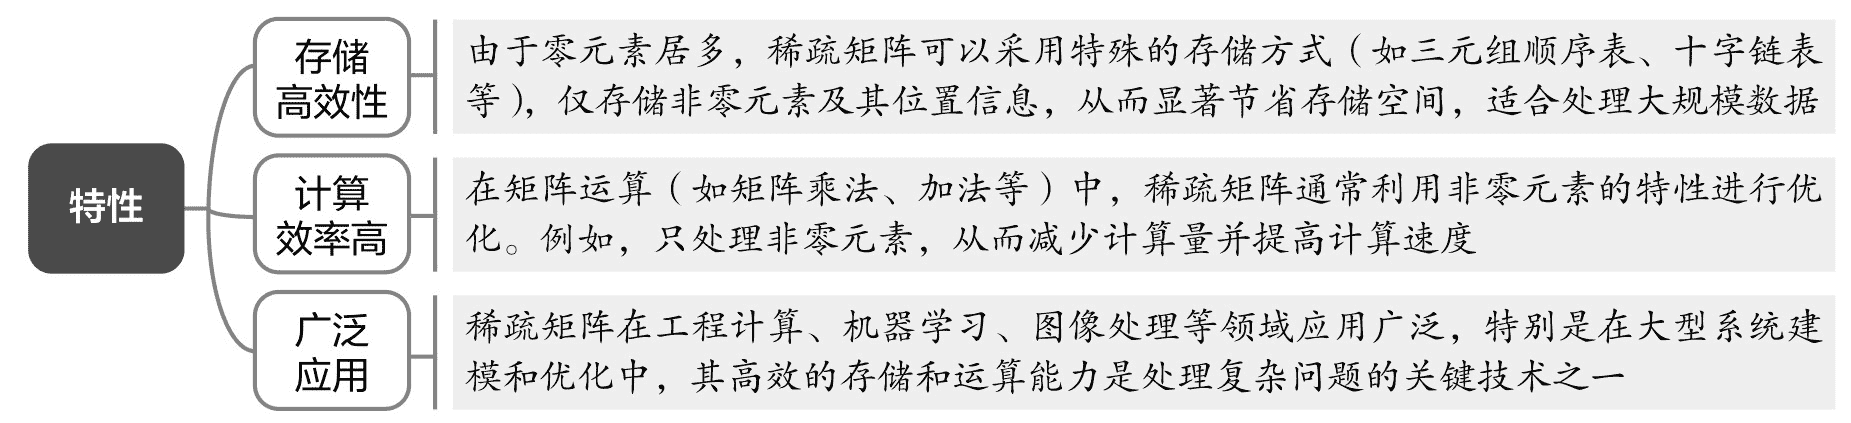 特性
存储
高效性
由于零元素居多，稀疏矩阵可以采用特殊的存储方式（如三元组顺序表、十字链表
等），仅存储非零元素及其位置信息，从而显著节省存储空间，适合处理大规模数据
计算
效率高
在矩阵运算（如矩阵乘法、加法等）中，稀疏矩阵通常利用非零元素的特性进行优
化。例如，只处理非零元素，从而减少计算量并提高计算速度
广泛
应用
稀疏矩阵在工程计算、机器学习、图像处理等领域应用广泛，特别是在大型系统建
模和优化中，其高效的存储和运算能力是处理复杂问题的关键技术之一